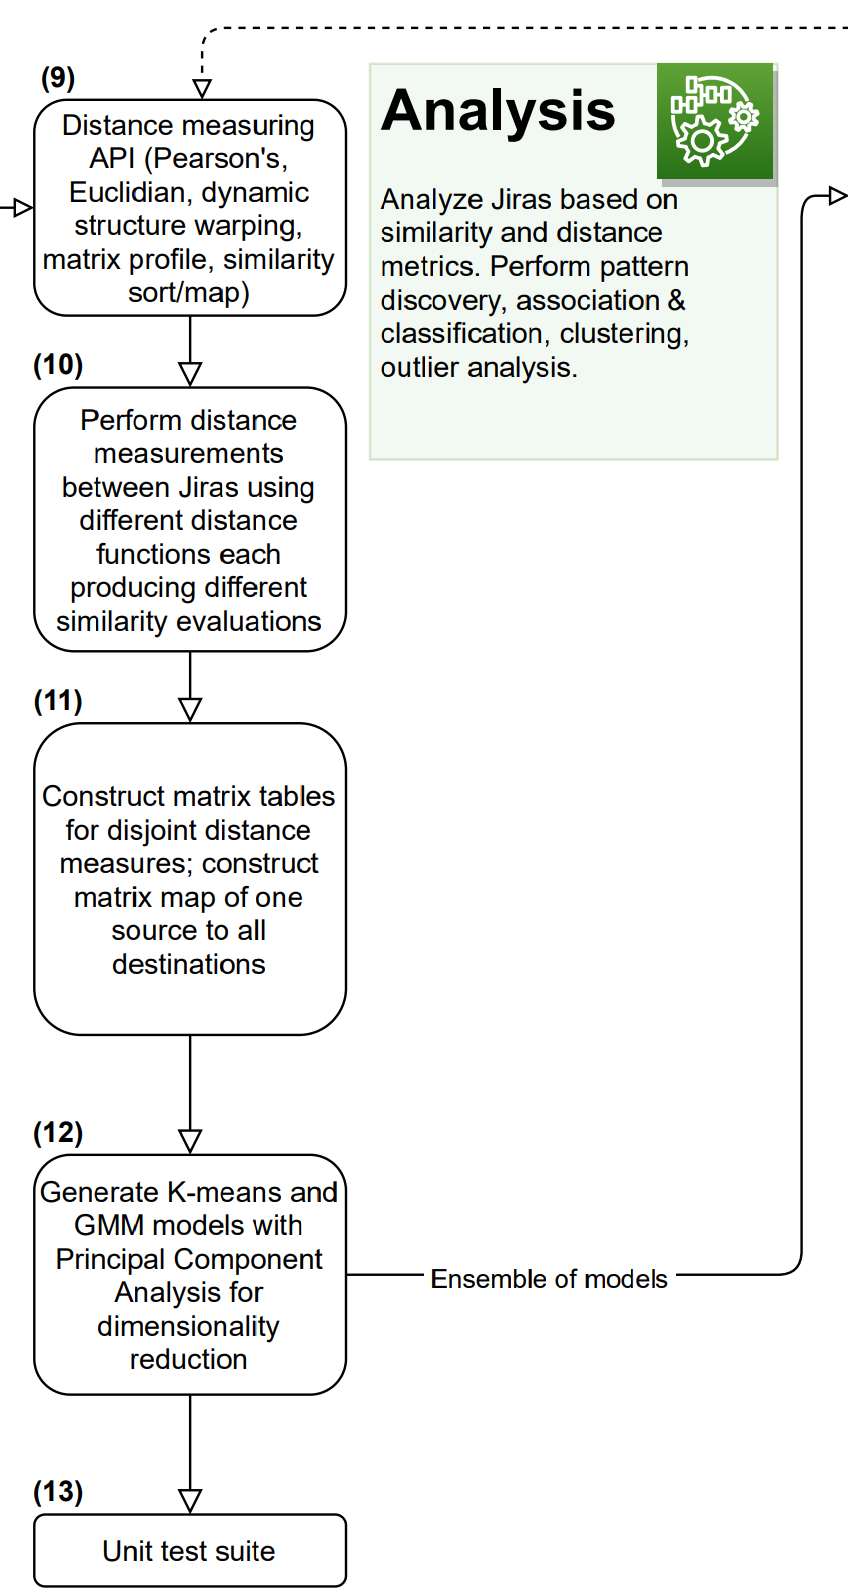 (9)
Distance measuring
API (Pearson's,
Euclidian, dynamic
structure warping,
matrix profile, similarity
sort/map)
Analysis
Analyze Jiras based on
similarity and distance
metrics. Perform pattern
discovery, association &
classification, clustering,
outlier analysis.
(10)
Perform distance
measurements
between Jiras using
different distance
functions each
producing different
similarity evaluations
(11)
Construct matrix tables
for disjoint distance
measures; construct
matrix map of one
source to all
destinations
(12)
Generate K-means and
GMM models with
Principal Component
Analysis for
dimensionality
reduction
Ensemble of models
(13)
Unit test suite